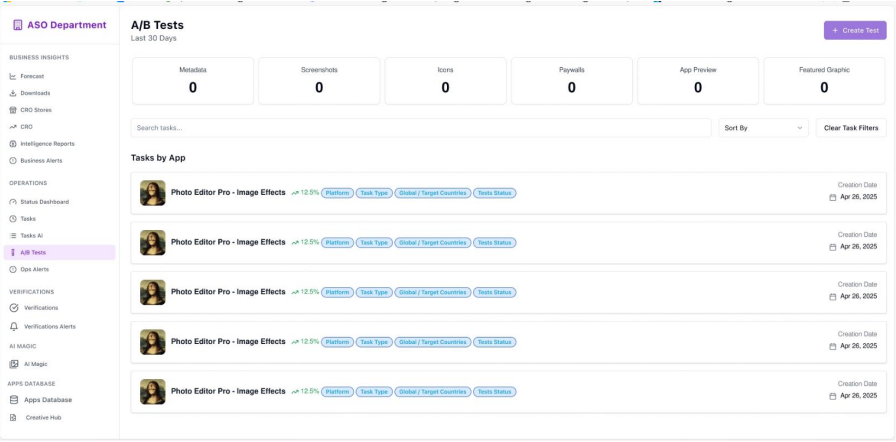 ASO Department
BUSINESS INSIGHTS
Forecast
Downloads
CRO Stores
CRO
Intelligence Reports
Business Alerts
OPERATIONS
Status Dashboard
Tasks
Tasks AI
A/B Tests
Ops Alerts
VERIFICATIONS
Verifications
Verifications Alerts
AI MAGIC
AI Magic
APPS DATABASE
Apps Database
Creative Hub
A/B Tests
Last 30 Days
+ Create Test
Metadata
0
Screenshots
0
Icons
0
Paywalls
0
App Preview
0
Featured Graphic
0
Search tasks...
Sort By
Clear Task Filters
Tasks by App
Photo Editor Pro - Image Effects 12.5% Platform Task Type Global / Target Countries Tests Status
Creation Date
Apr 26, 2025
Photo Editor Pro - Image Effects 12.5% Platform Task Type Global / Target Countries Tests Status
Creation Date
Apr 26, 2025
Photo Editor Pro - Image Effects 12.5% Platform Task Type Global / Target Countries Tests Status
Creation Date
Apr 26, 2025
Photo Editor Pro - Image Effects 12.5% Platform Task Type Global / Target Countries Tests Status
Creation Date
Apr 26, 2025
Photo Editor Pro - Image Effects 12.5% Platform Task Type Global / Target Countries Tests Status
Creation Date
Apr 26, 2025